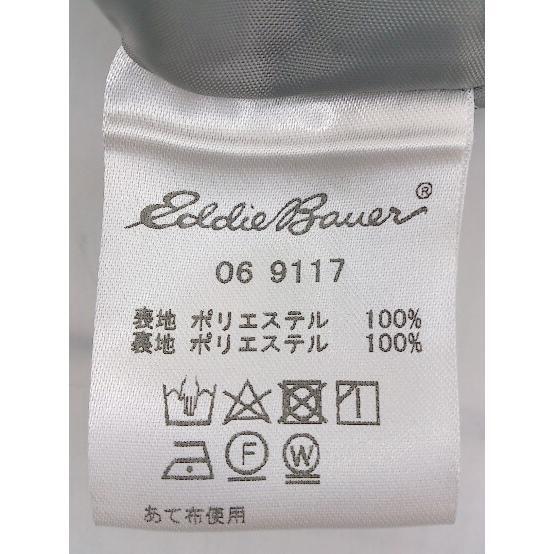 Eddie Bauer®
06 9117
表地 ポリエステル 100%
裏地 ポリエステル 100%
F W
あて布使用